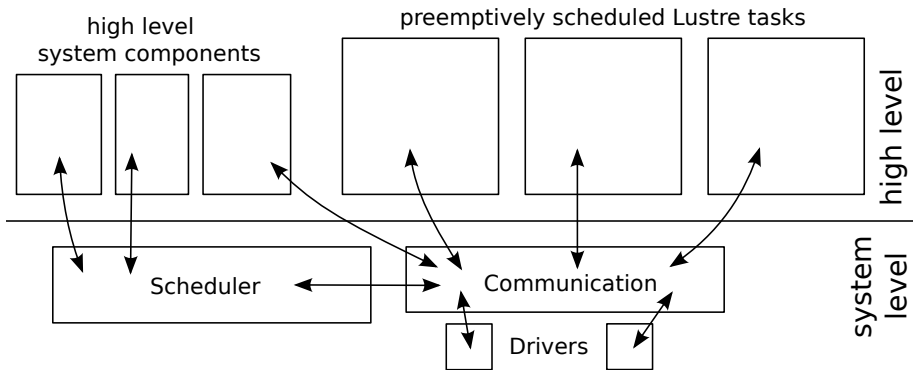 preemptively scheduled Lustre tasks
high level
system components
high level
Scheduler
Communication
system
level
Drivers